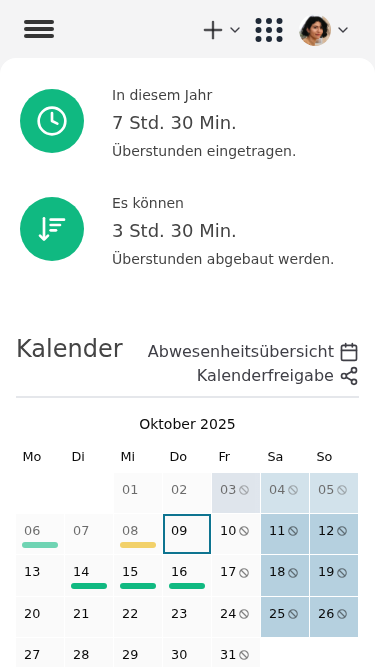 In diesem Jahr
7 Std. 30 Min.
Überstunden eingetragen.
Es können
3 Std. 30 Min.
Überstunden abgebaut werden.
Kalender
Abwesenheitsübersicht
Kalenderfreigabe
Oktober 2025
Mo Di Mi Do Fr Sa So
01 02 03 04 05
06 07 08 09 10 11 12
13 14 15 16 17 18 19
20 21 22 23 24 25 26
27 28 29 30 31